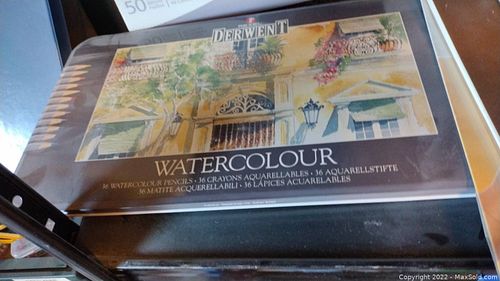 50
DERWENT
WATERCOLOUR
36 WATERCOLOUR PENCILS • 36 CRAYONS AQUARELLABLES • 36 AQUARELLSTIFTE
36 MATITE ACQUERELLABILI • 36 LÁPICES ACUARELABLES
Copyright 2022 - MaxSold.com